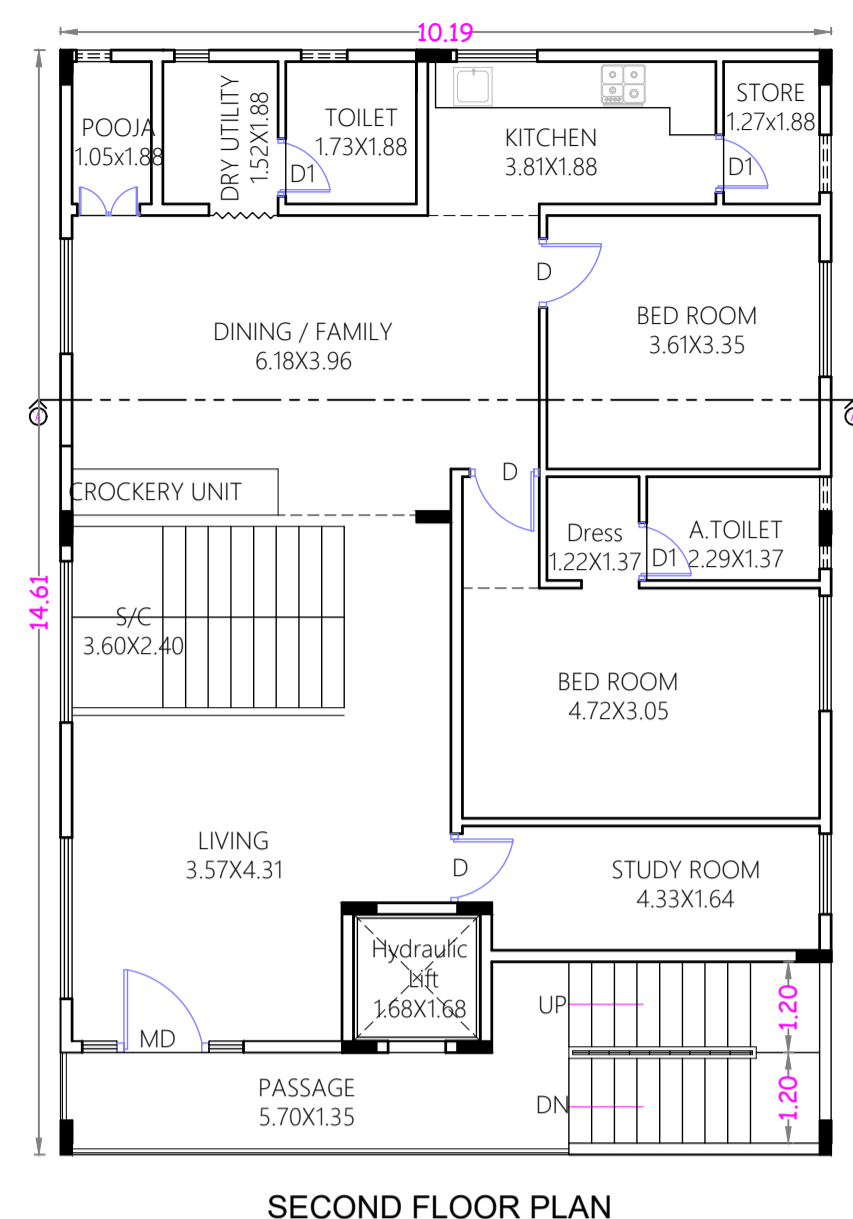 10.19
POOJA
1.05x1.88
DRY UTILITY
1.52X1.88
TOILET
1.73X1.88
D1
KITCHEN
3.81X1.88
STORE
1.27x1.88
D1
D
BED ROOM
3.61X3.35
DINING / FAMILY
6.18X3.96
CROCKERY UNIT
D
Dress
1.22X1.37
D1
A.TOILET
2.29X1.37
14.61
S/C
3.60X2.40
BED ROOM
4.72X3.05
LIVING
3.57X4.31
D
STUDY ROOM
4.33X1.64
Hydraulic
Lift
1.68X1.68
UP
1.20
MD
PASSAGE
5.70X1.35
DN
1.20
SECOND FLOOR PLAN